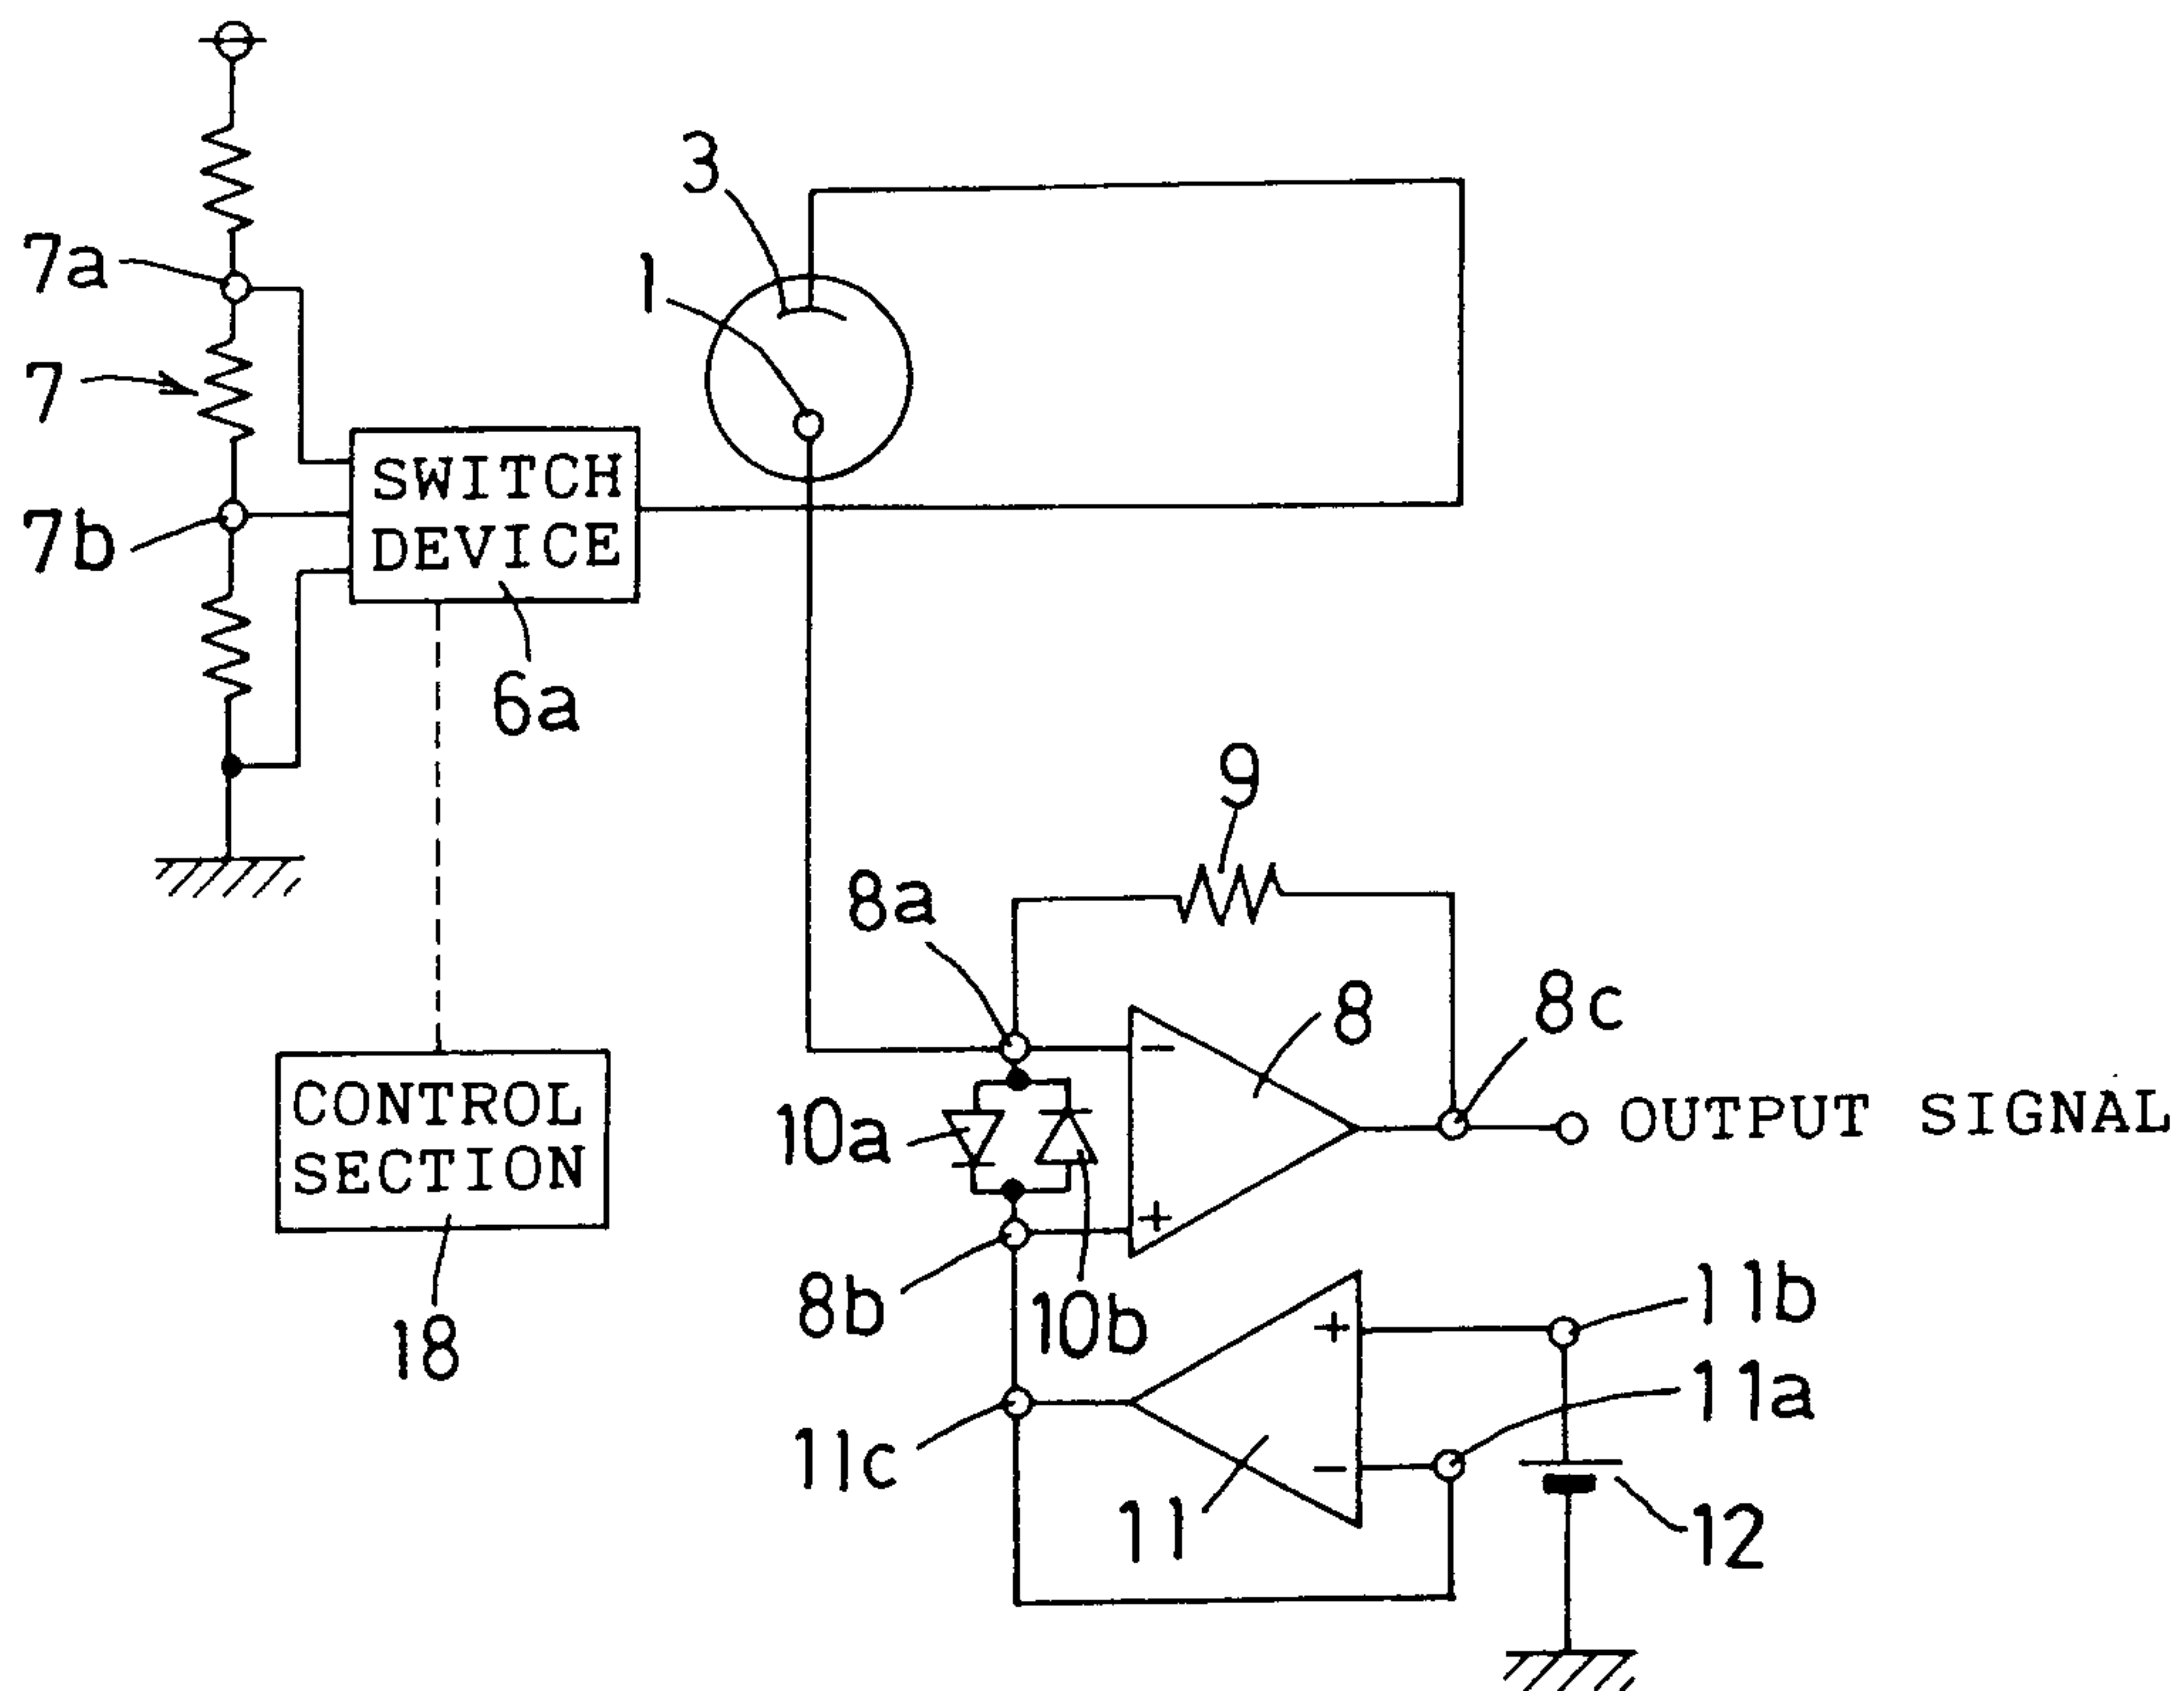 3
1
7a
7
7b
SWITCH
DEVICE
6a
9
8a
8
8c
CONTROL
SECTION
10a
-
+
OUTPUT SIGNAL
8b
10b
18
+
11b
11a
11c
-
11
12